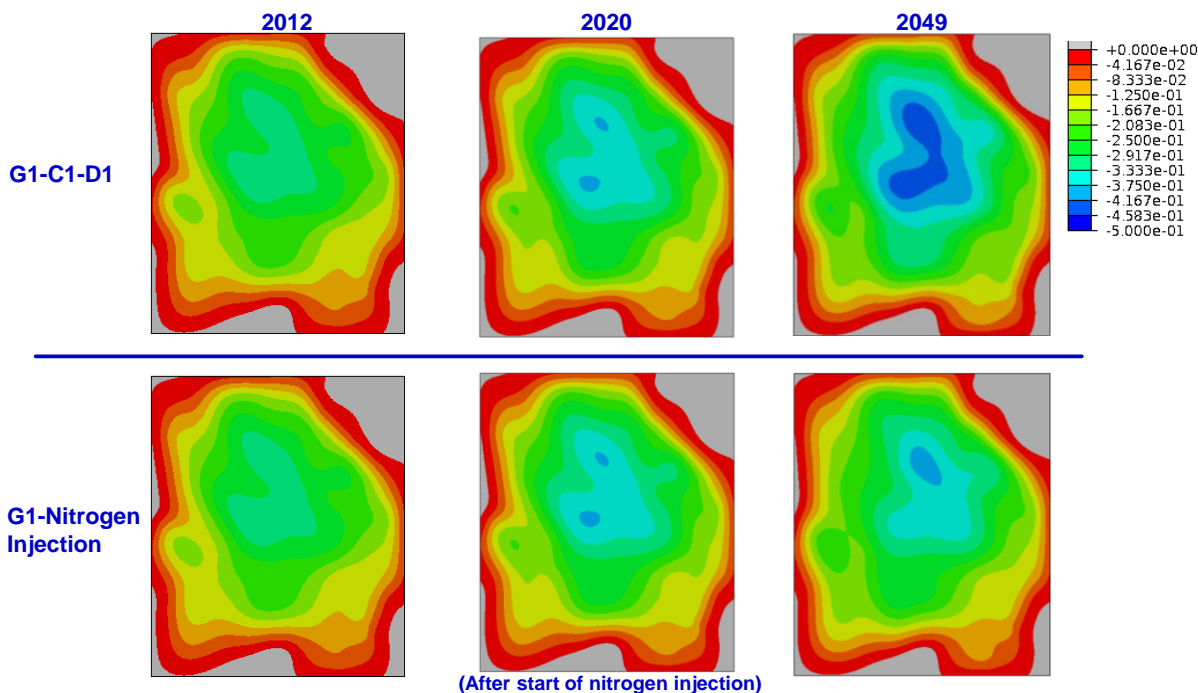 2012 2020 2049
G1-C1-D1
+0.000e+00
-4.167e-02
-8.333e-02
-1.250e-01
-1.667e-01
-2.083e-01
-2.500e-01
-2.917e-01
-3.333e-01
-3.750e-01
-4.167e-01
-4.583e-01
-5.000e-01
G1-Nitrogen
Injection
(After start of nitrogen injection)